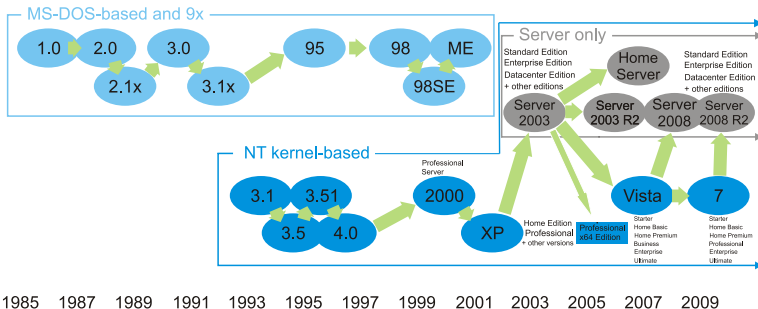 MS-DOS-based and 9x
1.0
2.0
3.0
95
98
ME
2.1x
3.1x
98SE
Server only
Standard Edition
Enterprise Edition
Datacenter Edition
+ other editions
Home
Server
Standard Edition
Enterprise Edition
Datacenter Edition
+ other editions
Server
2003
Server
2003 R2
Server
2008
Server
2008 R2
NT kernel-based
Professional
Server
3.1
3.51
2000
Vista
7
3.5
4.0
XP
Home Edition
Professional
+ other versions
Professional
x64 Edition
Starter
Home Basic
Home Premium
Business
Enterprise
Ultimate
Starter
Home Basic
Home Premium
Professional
Enterprise
Ultimate
1985 1987 1989 1991 1993 1995 1997 1999 2001 2003 2005 2007 2009